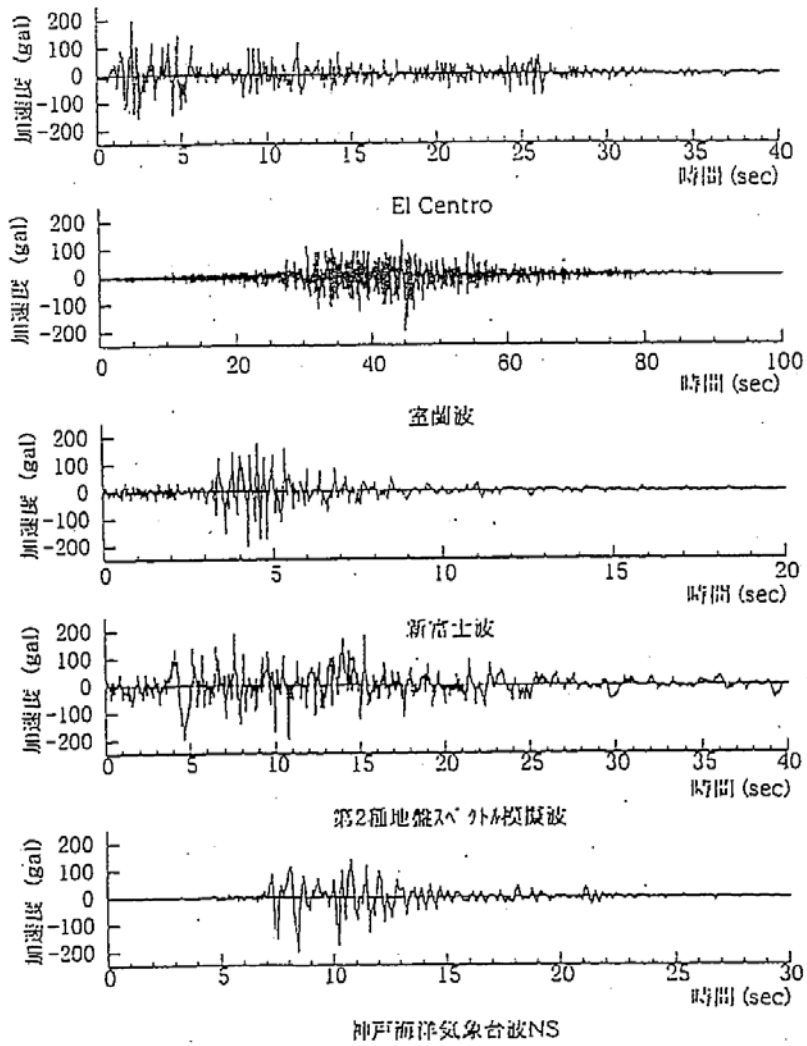 加速度 (gal)
200
100
0
-100
-200
0 5 10 15 20 25 30 35 40
時間 (sec)
El Centro
加速度 (gal)
200
100
0
-100
-200
0 20 40 60 80 100
時間 (sec)
室蘭波
加速度 (gal)
200
100
0
-100
-200
0 5 10 15 20
時間 (sec)
新富士波
加速度 (gal)
200
100
0
-100
-200
0 5 10 15 20 25 30 35 40
時間 (sec)
第2種地盤スペクトル模擬波
加速度 (gal)
200
100
0
-100
-200
0 5 10 15 20 25 30
時間 (sec)
神戸海洋気象台波NS